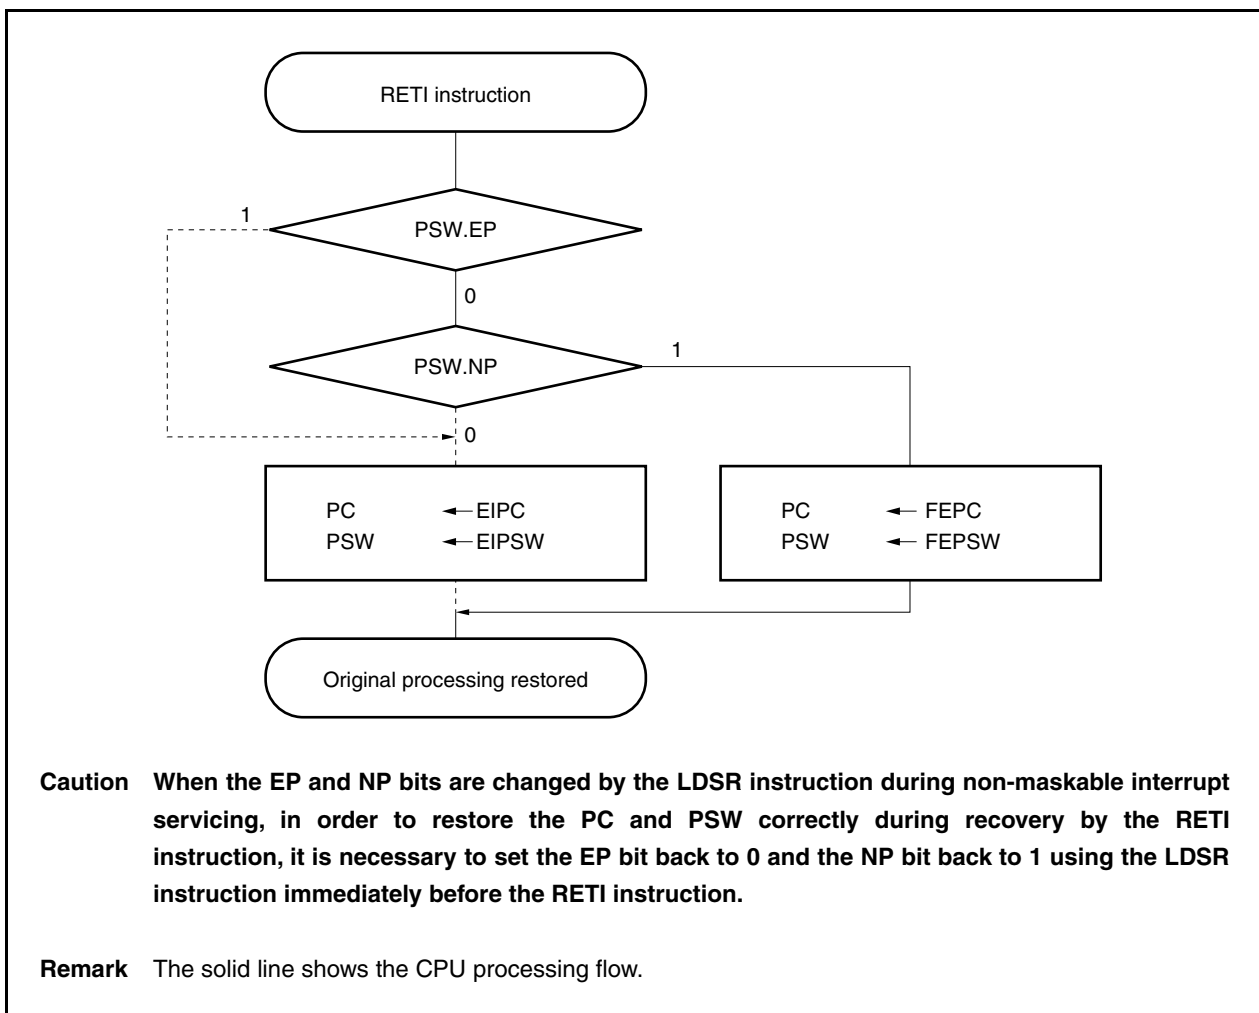 RETI instruction
1
PSW.EP
0
1
PSW.NP
0
PC EIPC
PSW EIPSW
PC FEPC
PSW FEPSW
Original processing restored
Caution When the EP and NP bits are changed by the LDSR instruction during non-maskable interrupt
servicing, in order to restore the PC and PSW correctly during recovery by the RETI
instruction, it is necessary to set the EP bit back to 0 and the NP bit back to 1 using the LDSR
instruction immediately before the RETI instruction.
Remark The solid line shows the CPU processing flow.